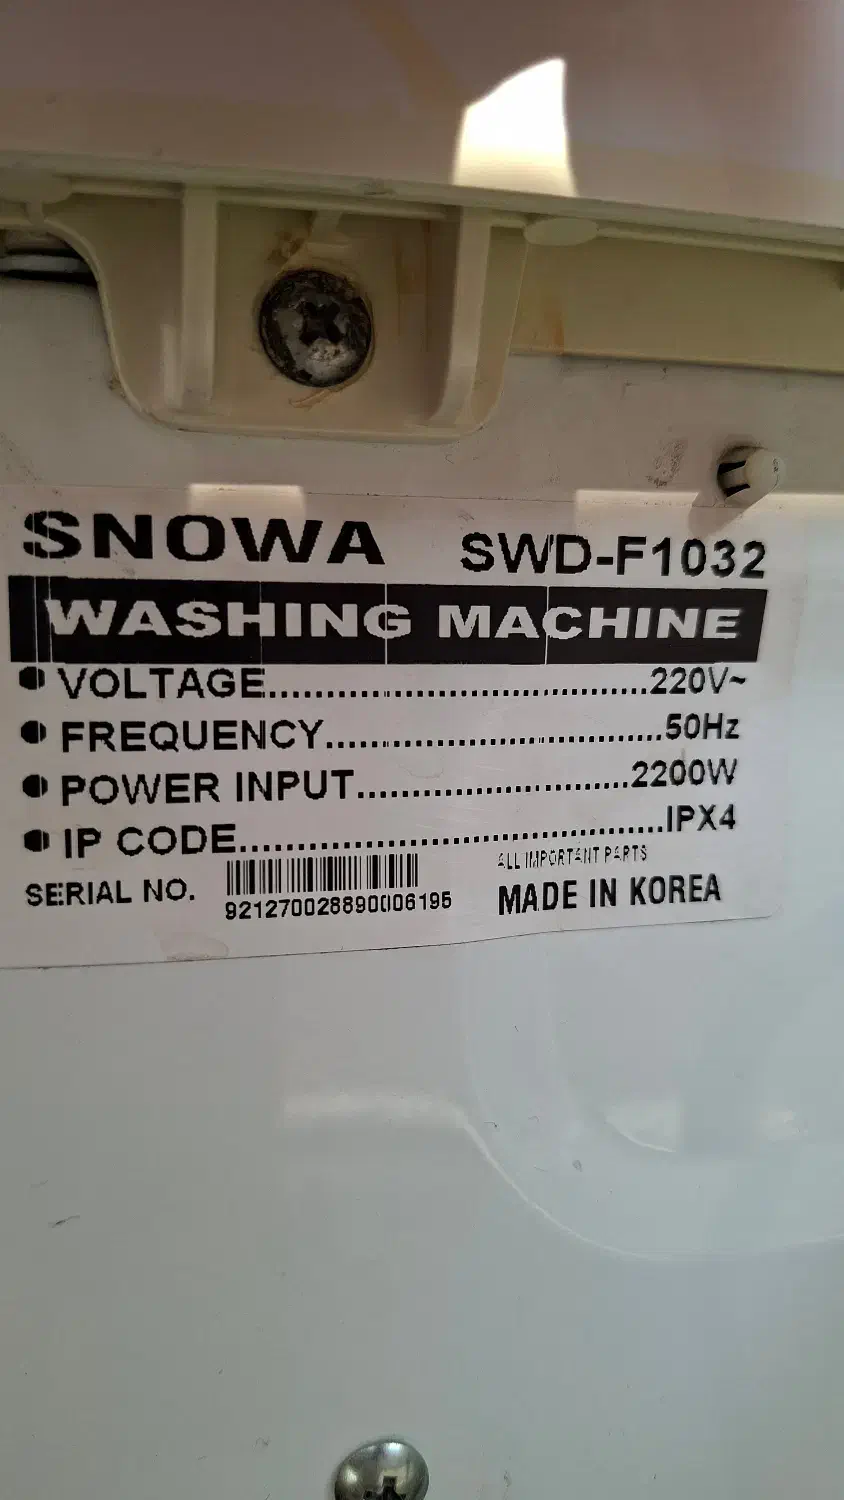 SNOWA SWD-F1032
WASHING MACHINE
● VOLTAGE................................220V~
● FREQUENCY............................50Hz
● POWER INPUT.......................2200W
● IP CODE....................................IPX4
ALL IMPORTANT PARTS
SERIAL NO. 921270028890006195 MADE IN KOREA